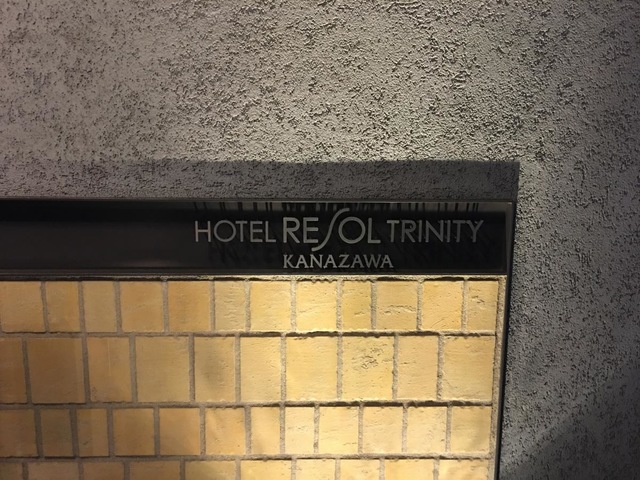 HOTEL RESOL TRINITY
KANAZAWA